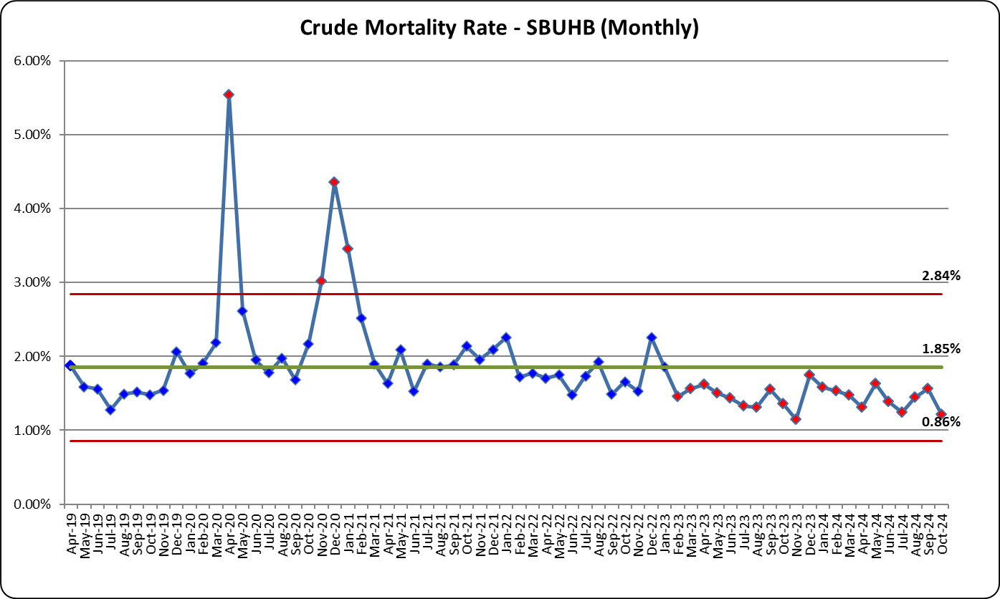 Crude Mortality Rate - SBUHB (Monthly)
6.00%
5.00%
4.00%
3.00%
2.00%
1.00%
0.00%
2.84%
1.85%
0.86%
Apr-19
May-19
Jun-19
Jul-19
Aug-19
Sep-19
Oct-19
Nov-19
Dec-19
Jan-20
Feb-20
Mar-20
Apr-20
May-20
Jun-20
Jul-20
Aug-20
Sep-20
Oct-20
Nov-20
Dec-20
Jan-21
Feb-21
Mar-21
Apr-21
May-21
Jun-21
Jul-21
Aug-21
Sep-21
Oct-21
Nov-21
Dec-21
Jan-22
Feb-22
Mar-22
Apr-22
May-22
Jun-22
Jul-22
Aug-22
Sep-22
Oct-22
Nov-22
Dec-22
Jan-23
Feb-23
Mar-23
Apr-23
May-23
Jun-23
Jul-23
Aug-23
Sep-23
Oct-23
Nov-23
Dec-23
Jan-24
Feb-24
Mar-24
Apr-24
May-24
Jun-24
Jul-24
Aug-24
Sep-24
Oct-24